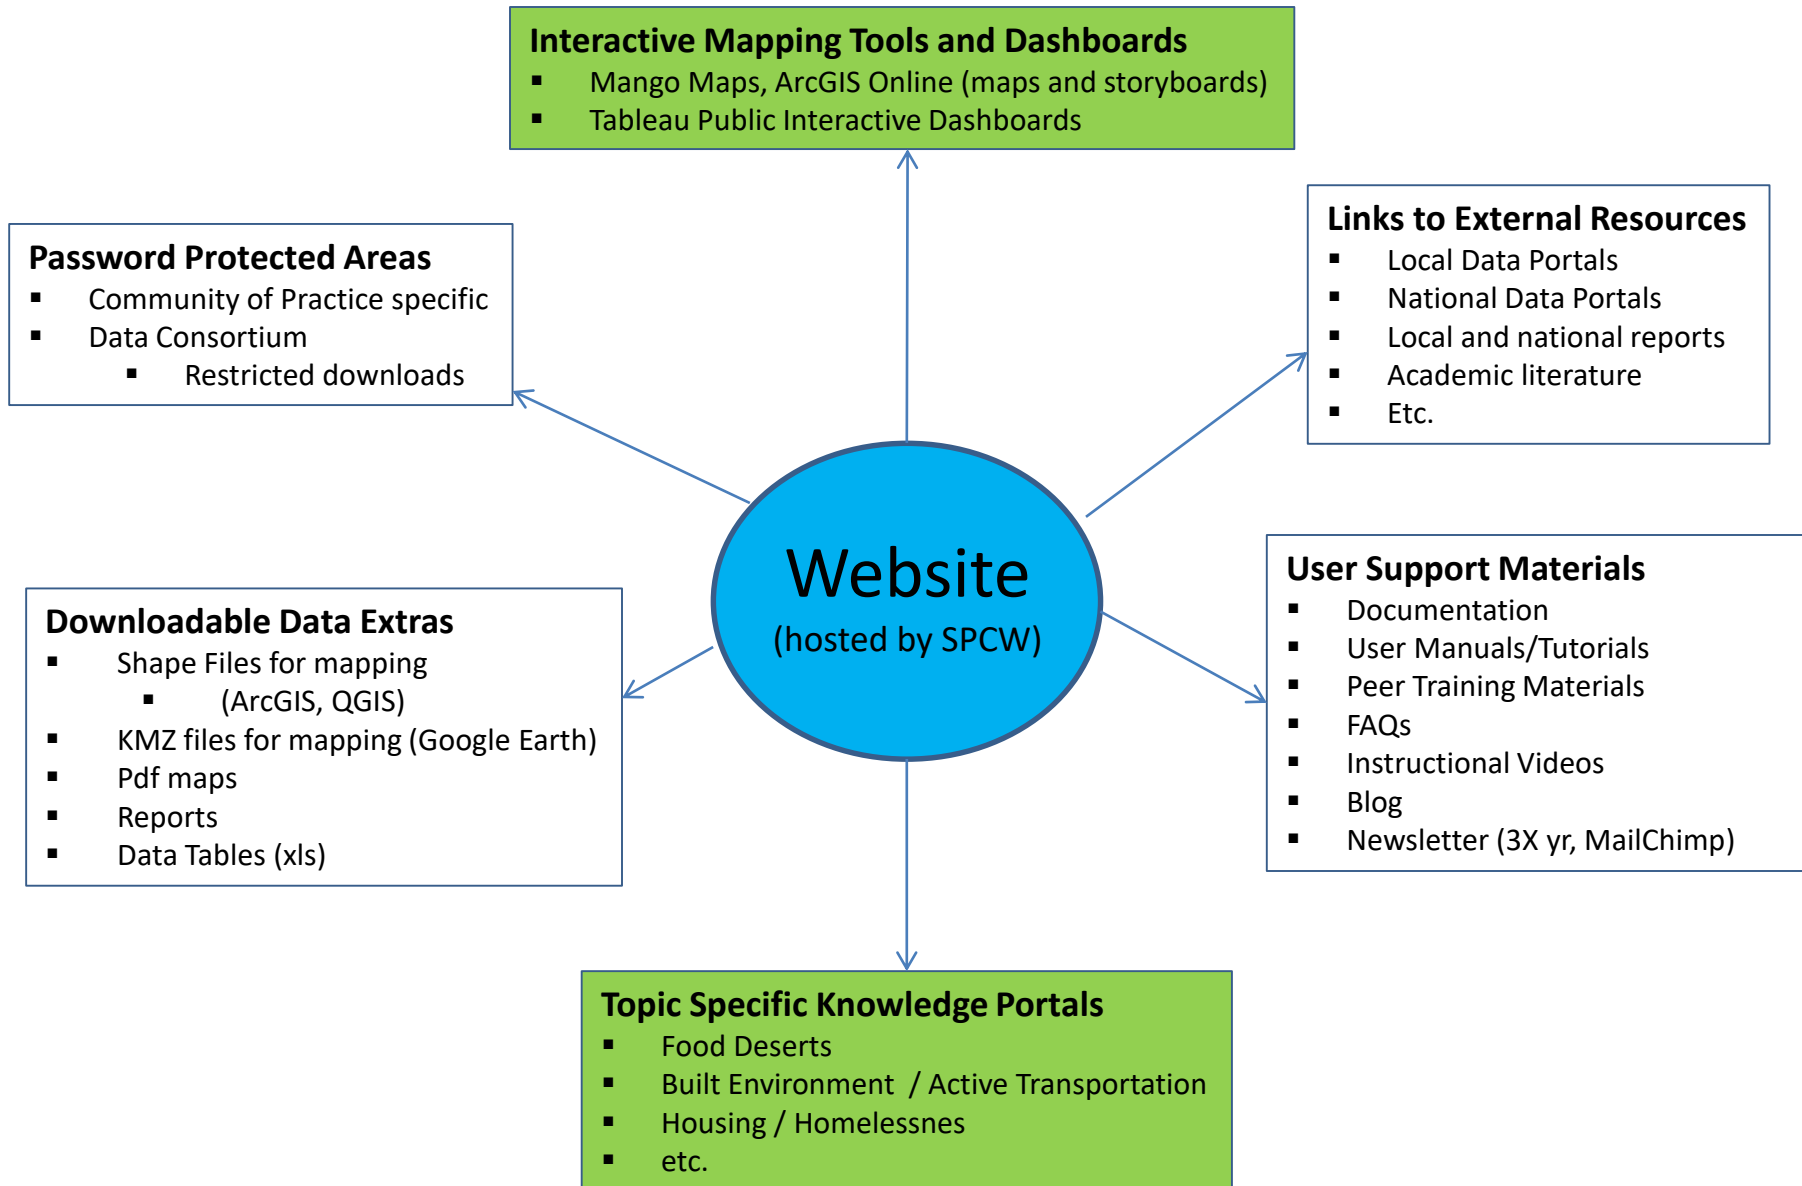 Interactive Mapping Tools and Dashboards
▪ Mango Maps, ArcGIS Online (maps and storyboards)
▪ Tableau Public Interactive Dashboards
Password Protected Areas
▪ Community of Practice specific
▪ Data Consortium
▪ Restricted downloads
Links to External Resources
▪ Local Data Portals
▪ National Data Portals
▪ Local and national reports
▪ Academic literature
▪ Etc.
Website
(hosted by SPCW)
Downloadable Data Extras
▪ Shape Files for mapping
▪ (ArcGIS, QGIS)
▪ KMZ files for mapping (Google Earth)
▪ Pdf maps
▪ Reports
▪ Data Tables (xls)
User Support Materials
▪ Documentation
▪ User Manuals/Tutorials
▪ Peer Training Materials
▪ FAQs
▪ Instructional Videos
▪ Blog
▪ Newsletter (3X yr, MailChimp)
Topic Specific Knowledge Portals
▪ Food Deserts
▪ Built Environment / Active Transportation
▪ Housing / Homelessnes
▪ etc.